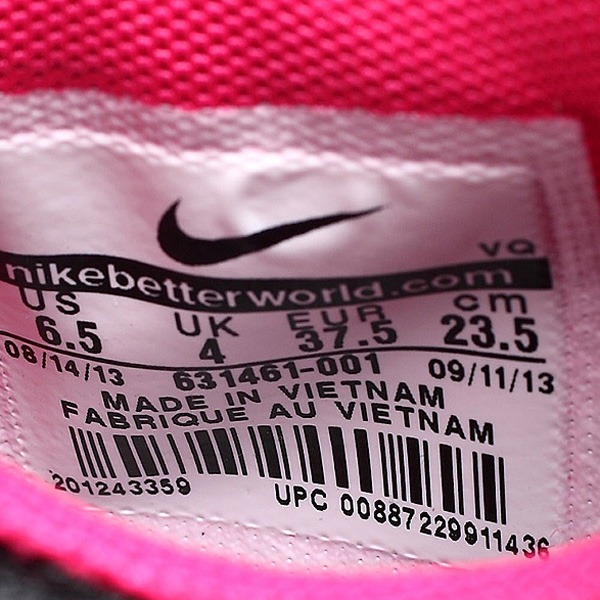 VQ
nikebetterworld.com
US UK EUR cm
6.5 4 37.5 23.5
08/14/13 631461-001 09/11/13
MADE IN VIETNAM
FABRIQUE AU VIETNAM
201243359 UPC 00887229911436